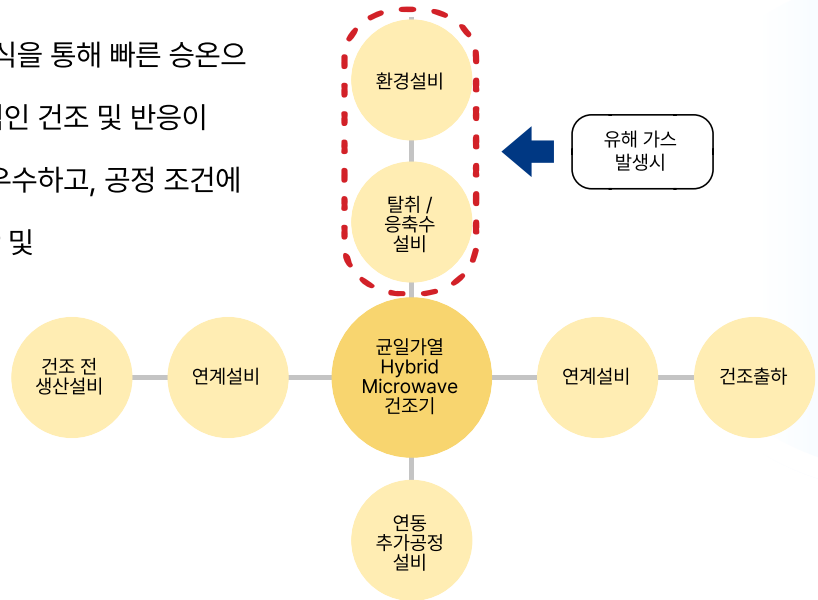 식을 통해 빠른 승온으
인 건조 및 반응이
우수하고, 공정 조건에
및
환경설비
유해 가스
발생시
탈취 /
응축수
설비
건조 전
생산설비
연계설비
균일가열
Hybrid
Microwave
건조기
연계설비
건조출하
연동
추가공정
설비